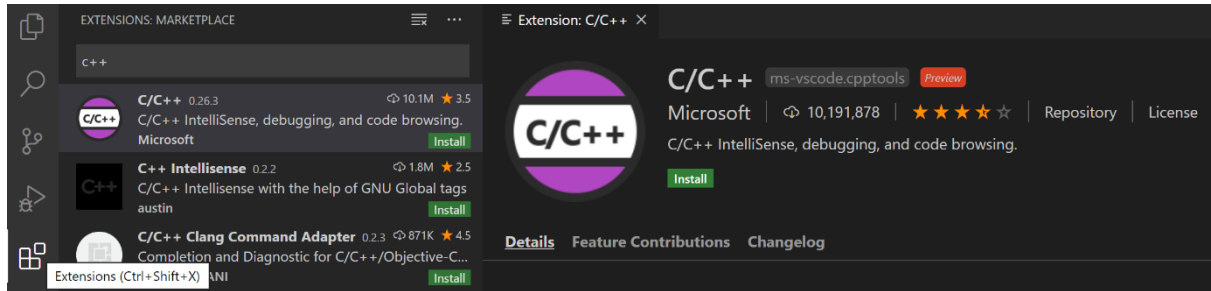 EXTENSIONS: MARKETPLACE
c++
C/C++
C/C++ 0.26.3 10.1M 3.5
C/C++ IntelliSense, debugging, and code browsing.
Microsoft Install
C++
C++ Intellisense 0.2.2 1.8M 2.5
C/C++ Intellisense with the help of GNU Global tags
austin Install
C/C++ Clang Command Adapter 0.2.3 871K 4.5
Completion and Diagnostic for C/C++/Objective-C...
ANI Install
Extensions (Ctrl+Shift+X)
Extension: C/C++
C/C++
C/C++ ms-vscode.cpptools Preview
Microsoft 10,191,878 Repository License
C/C++ IntelliSense, debugging, and code browsing.
Install
Details Feature Contributions Changelog